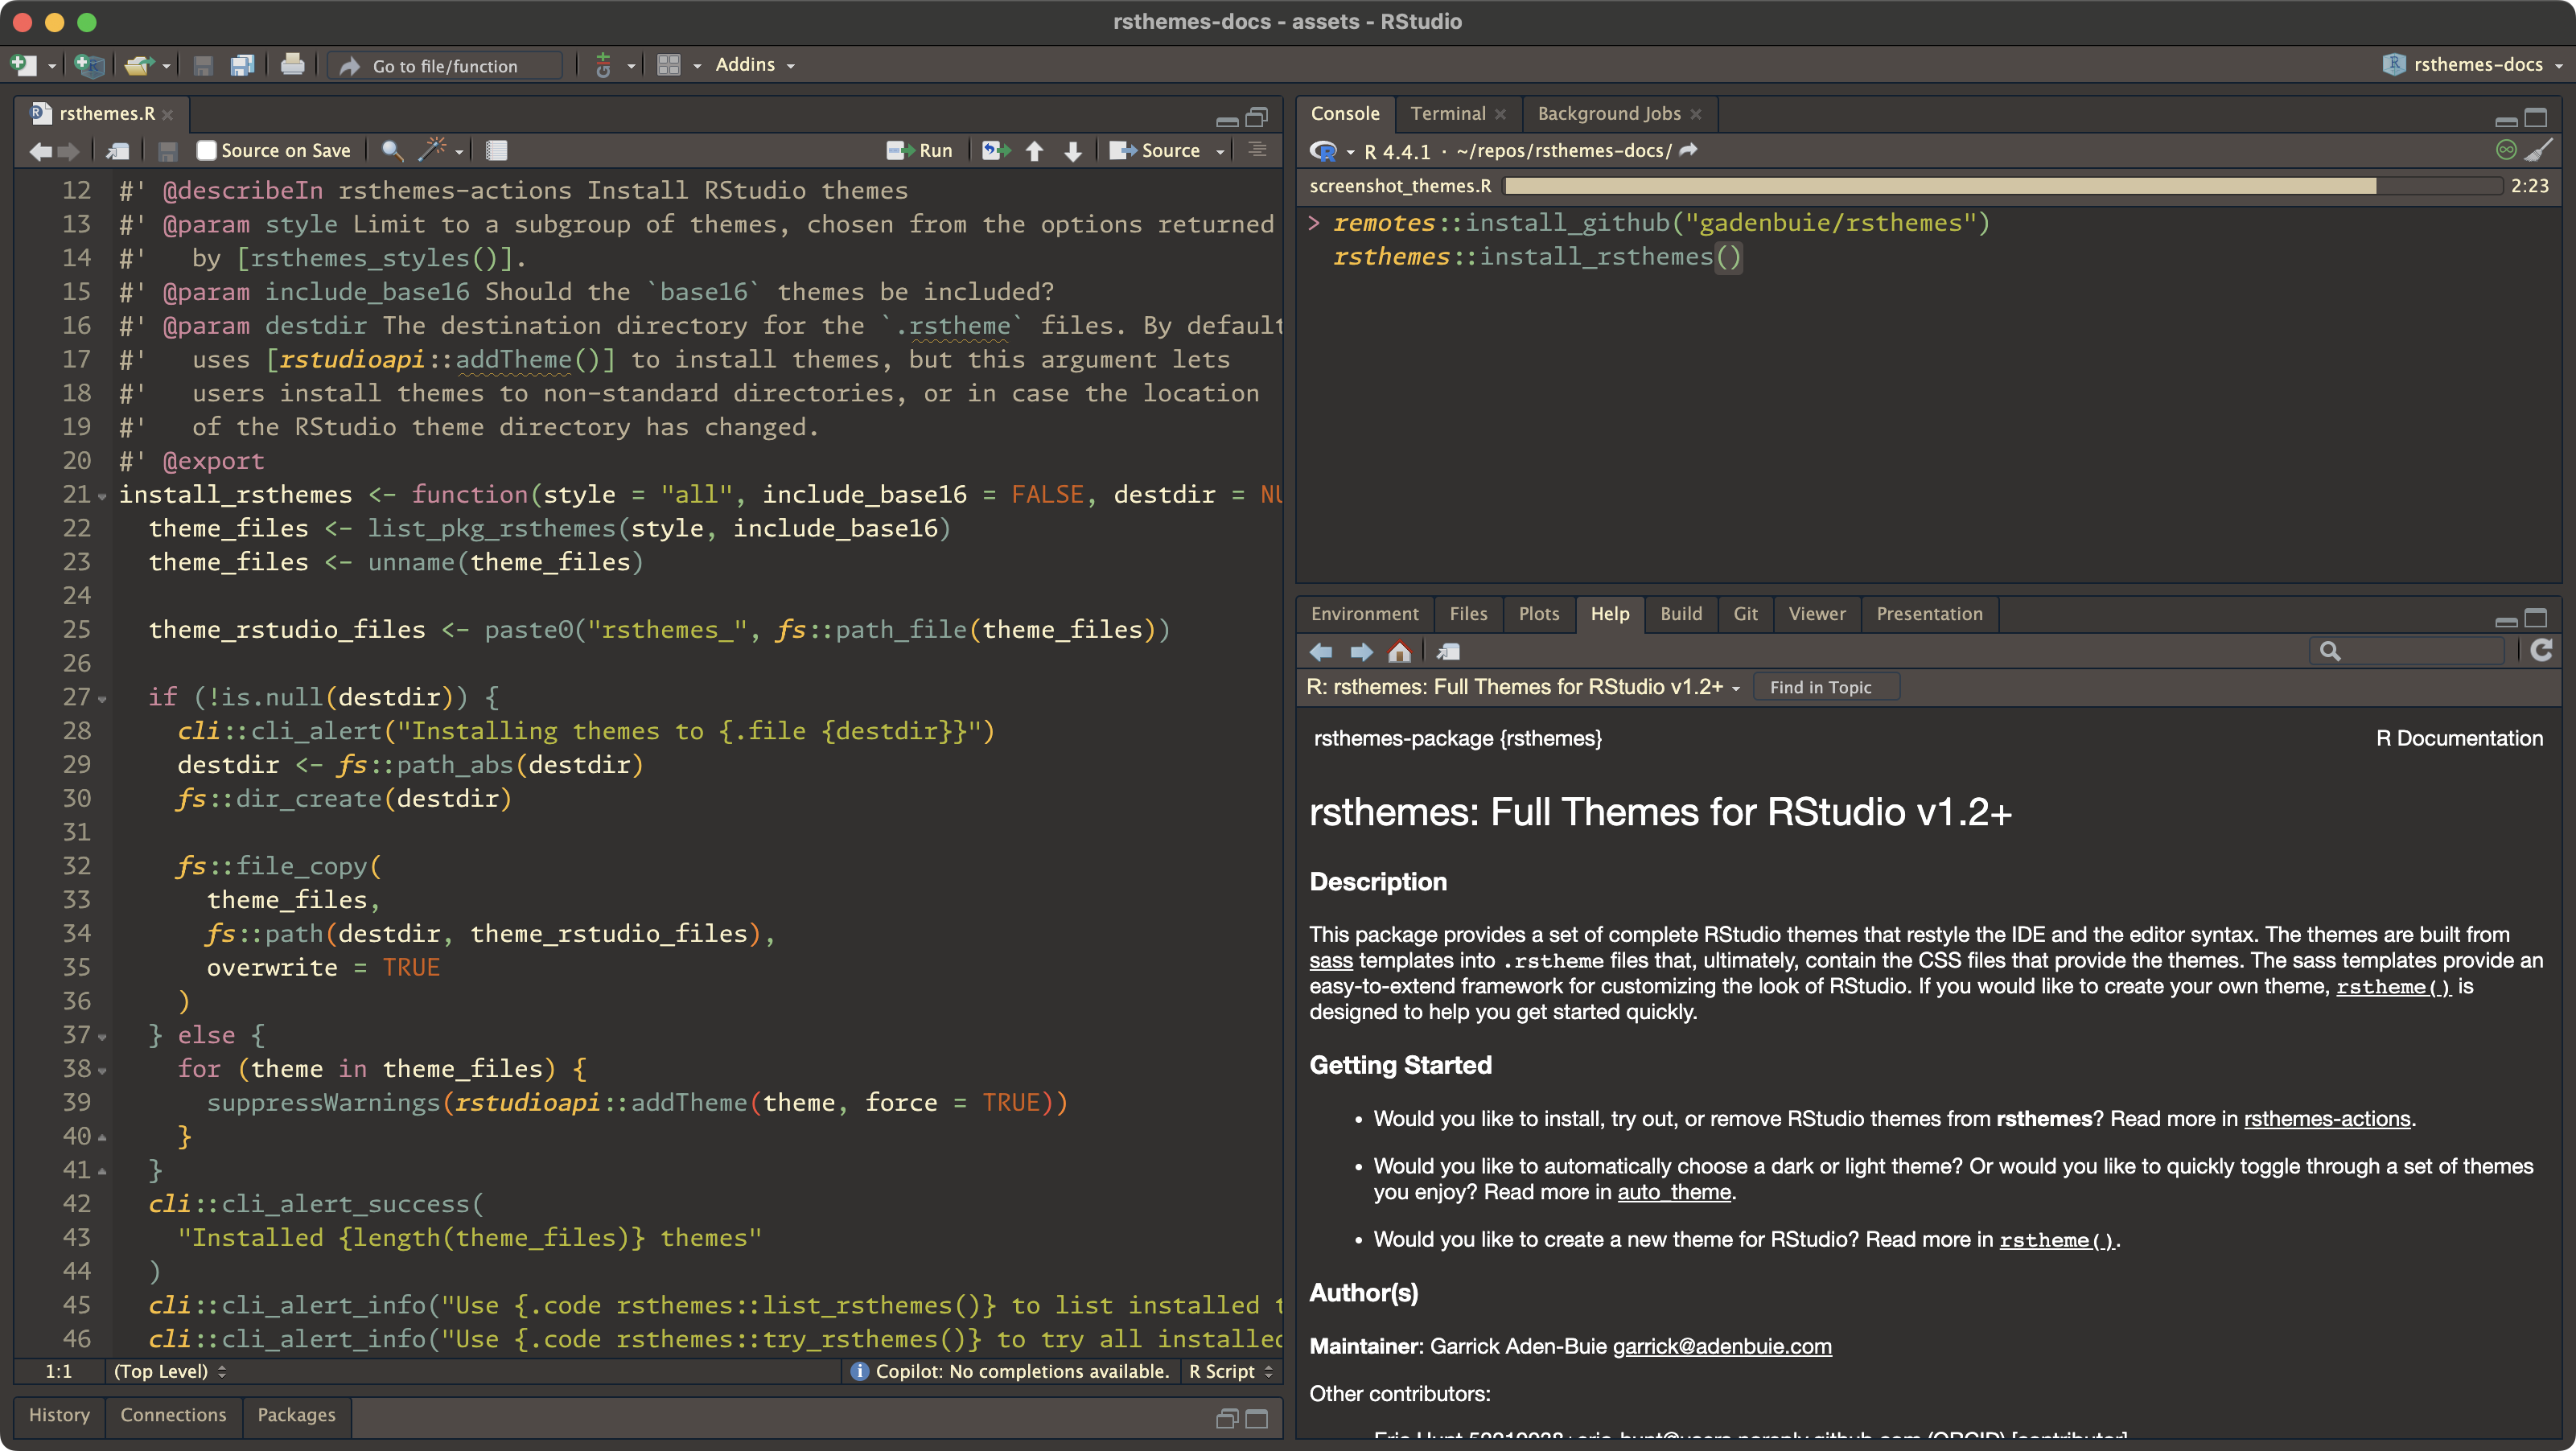 rsthemes-docs - assets - RStudio
Go to file/function
Addins
rsthemes-docs
rsthemes.R
Source on Save
Run
Source
12 #' @describeIn rsthemes-actions Install RStudio themes
13 #' @param style Limit to a subgroup of themes, chosen from the options returned
14 #'   by [rsthemes_styles()].
15 #' @param include_base16 Should the `base16` themes be included?
16 #' @param destdir The destination directory for the `.rstheme` files. By default
17 #'   uses [rstudioapi::addTheme()] to install themes, but this argument lets
18 #'   users install themes to non-standard directories, or in case the location
19 #'   of the RStudio theme directory has changed.
20 #' @export
21 install_rsthemes <- function(style = "all", include_base16 = FALSE, destdir = NU
22   theme_files <- list_pkg_rsthemes(style, include_base16)
23   theme_files <- unname(theme_files)
24
25   theme_rstudio_files <- paste0("rsthemes_", fs::path_file(theme_files))
26
27   if (!is.null(destdir)) {
28     cli::cli_alert("Installing themes to {.file {destdir}}")
29     destdir <- fs::path_abs(destdir)
30     fs::dir_create(destdir)
31
32     fs::file_copy(
33       theme_files,
34       fs::path(destdir, theme_rstudio_files),
35       overwrite = TRUE
36     )
37   } else {
38     for (theme in theme_files) {
39       suppressWarnings(rstudioapi::addTheme(theme, force = TRUE))
40     }
41   }
42   cli::cli_alert_success(
43     "Installed {length(theme_files)} themes"
44   )
45   cli::cli_alert_info("Use {.code rsthemes::list_rsthemes()} to list installed t
46   cli::cli_alert_info("Use {.code rsthemes::try_rsthemes()} to try all installed
1:1 (Top Level) Copilot: No completions available. R Script
History Connections Packages
Console Terminal Background Jobs
R 4.4.1 · ~/repos/rsthemes-docs/
screenshot_themes.R 2:23
> remotes::install_github("gadenbuie/rsthemes")
rsthemes::install_rsthemes()
Environment Files Plots Help Build Git Viewer Presentation
R: rsthemes: Full Themes for RStudio v1.2+ Find in Topic
rsthemes-package {rsthemes} R Documentation
rsthemes: Full Themes for RStudio v1.2+
Description
This package provides a set of complete RStudio themes that restyle the IDE and the editor syntax. The themes are built from
sass templates into .rstheme files that, ultimately, contain the CSS files that provide the themes. The sass templates provide an
easy-to-extend framework for customizing the look of RStudio. If you would like to create your own theme, rstheme() is
designed to help you get started quickly.
Getting Started
• Would you like to install, try out, or remove RStudio themes from rsthemes? Read more in rsthemes-actions.
• Would you like to automatically choose a dark or light theme? Or would you like to quickly toggle through a set of themes
you enjoy? Read more in auto_theme.
• Would you like to create a new theme for RStudio? Read more in rstheme().
Author(s)
Maintainer: Garrick Aden-Buie garrick@adenbuie.com
Other contributors: